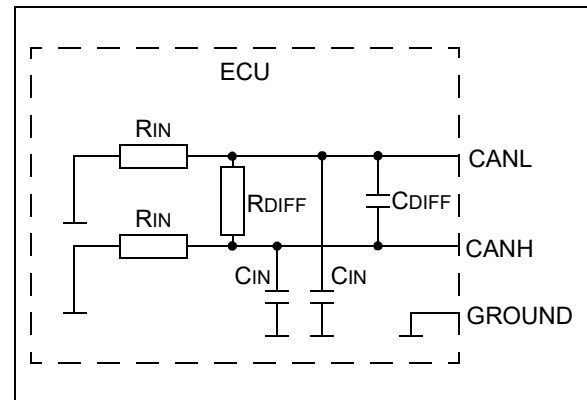 ECU
RIN
CANL
RDIFF
CDIFF
RIN
CANH
CIN
CIN
GROUND